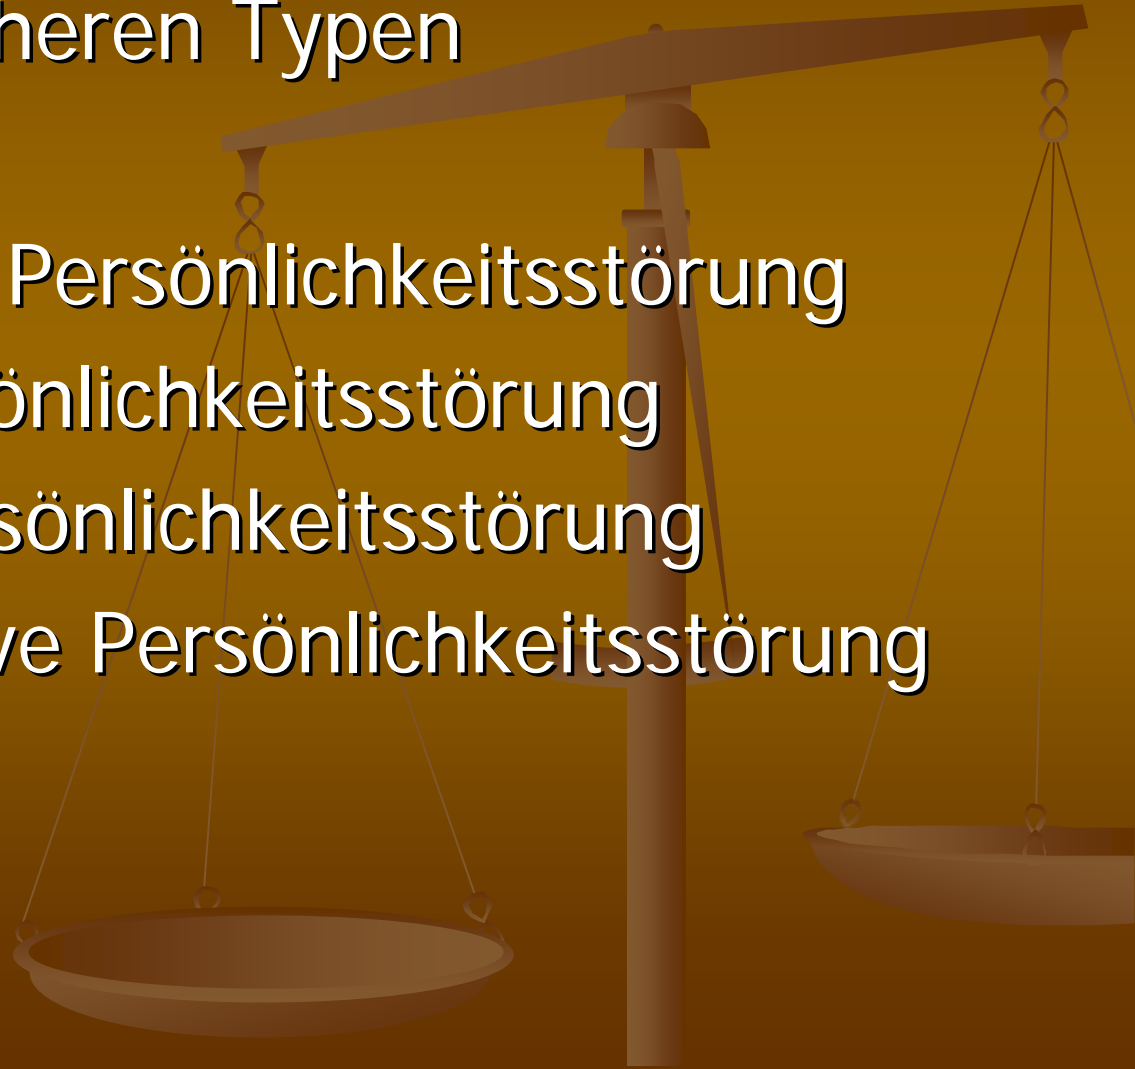 heren Typen
Persönlichkeitsstörung
önlichkeitsstörung
sönlichkeitsstörung
ve Persönlichkeitsstörung